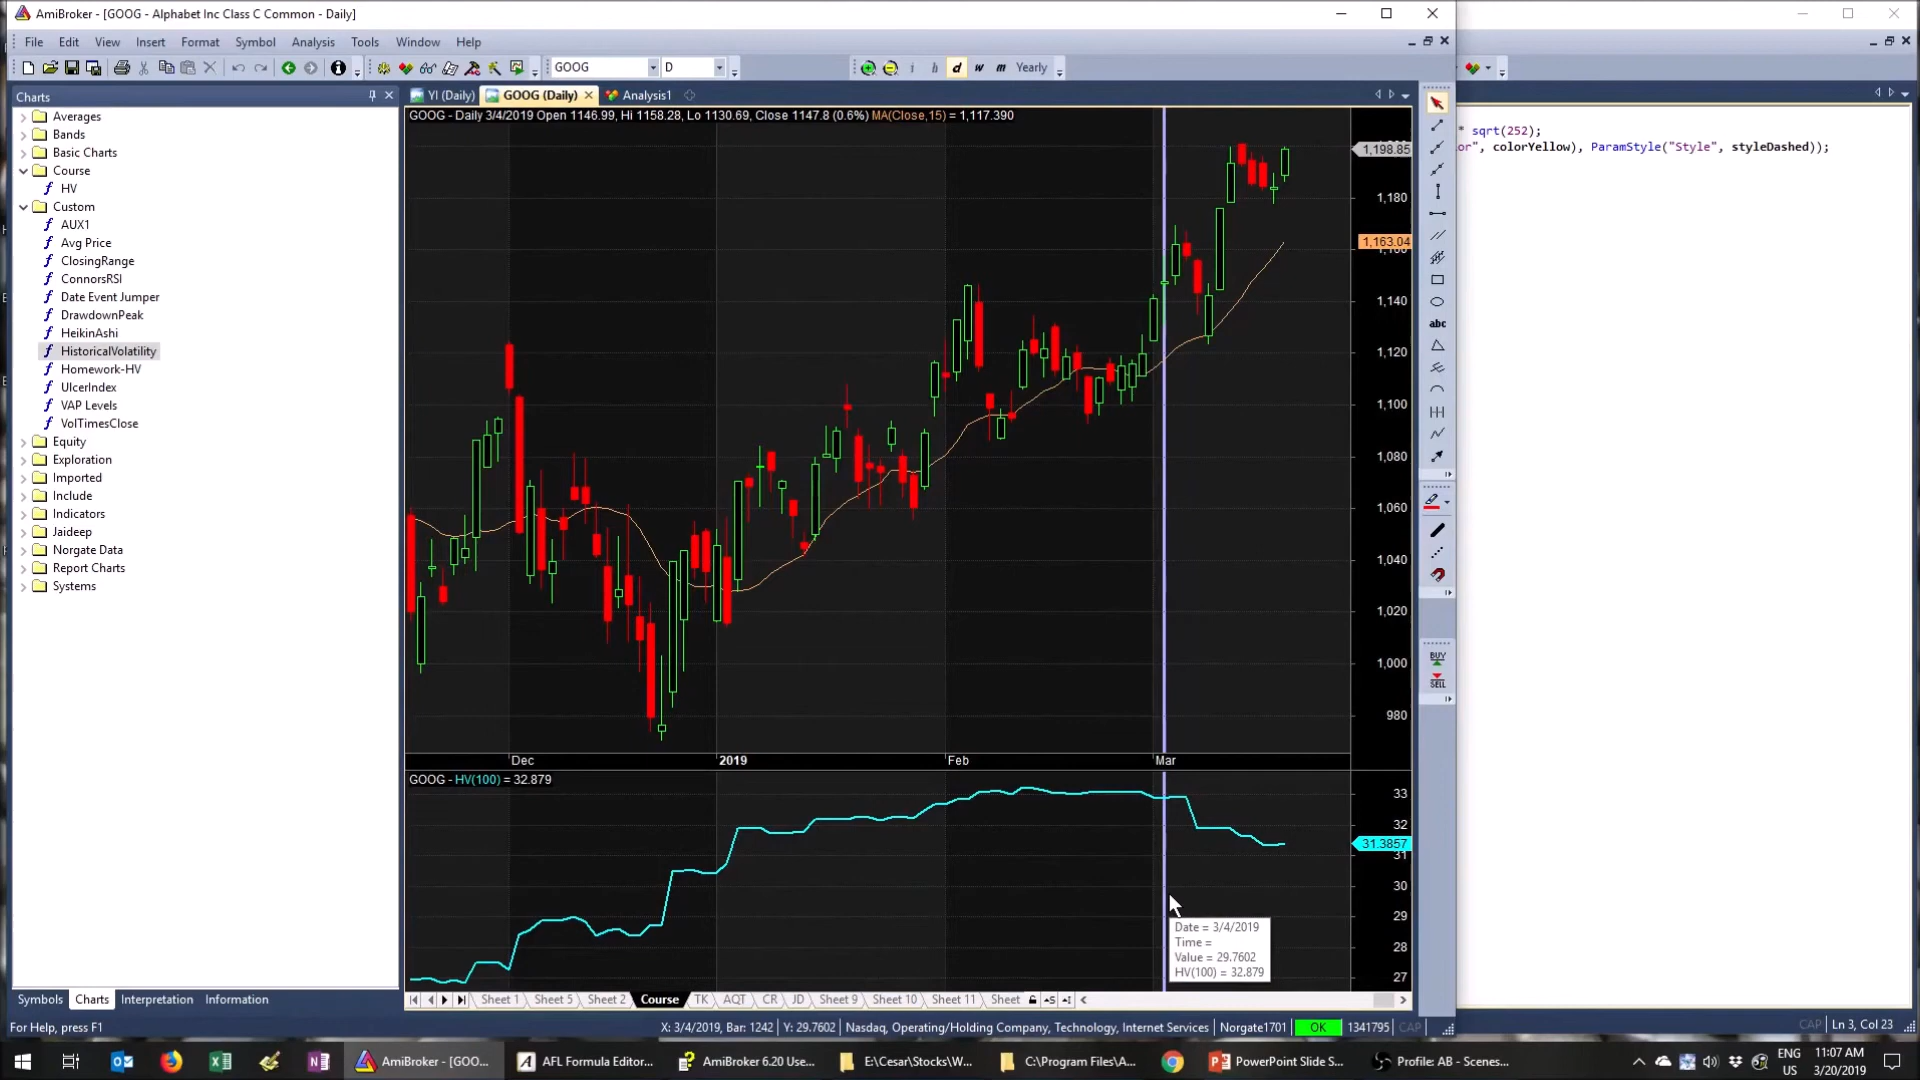 AmiBroker - [GOOG - Alphabet Inc Class C Common - Daily]
File Edit View Insert Format Symbol Analysis Tools Window Help
GOOG D i b d w m Yearly
Charts
YI (Daily) GOOG (Daily) Analysis1
Averages
Bands
Basic Charts
Course
HV
Custom
AUX1
Avg Price
ClosingRange
ConnorsRSI
Date Event Jumper
DrawdownPeak
HeikinAshi
HistoricalVolatility
Homework-HV
UlcerIndex
VAP Levels
VolTimesClose
Equity
Exploration
Imported
Include
Indicators
Jaideep
Norgate Data
Report Charts
Systems
Symbols Charts Interpretation Information
GOOG - Daily 3/4/2019 Open 1146.99, Hi 1158.28, Lo 1130.69, Close 1147.8 (0.6%) MA(Close,15) = 1,117.390
1,198.85
1,180
1,163.04
1,140
1,120
1,100
1,080
1,060
1,040
1,020
1,000
980
Dec 2019 Feb Mar
GOOG - HV(100) = 32.879
33
32
31.3857
31
30
29
28
27
Date = 3/4/2019
Time =
Value = 29.7602
HV(100) = 32.879
Sheet 1 Sheet 5 Sheet 2 Course TK AQT CR JD Sheet 9 Sheet 10 Sheet 11 Sheet
abc
BUY
SELL
* sqrt(252);
or", colorYellow), ParamStyle("Style", styleDashed));
For Help, press F1 X: 3/4/2019, Bar: 1242 Y: 29.7602 Nasdaq, Operating/Holding Company, Technology, Internet Services Norgate1701 OK 1341795 CAP
CAP Ln 3, Col 23
AmiBroker - [GOO... AFL Formula Editor... AmiBroker 6.20 Use... E:\Cesar\Stocks\W... C:\Program Files\A... PowerPoint Slide S... Profile: AB - Scenes...
ENG
US
11:07 AM
3/20/2019